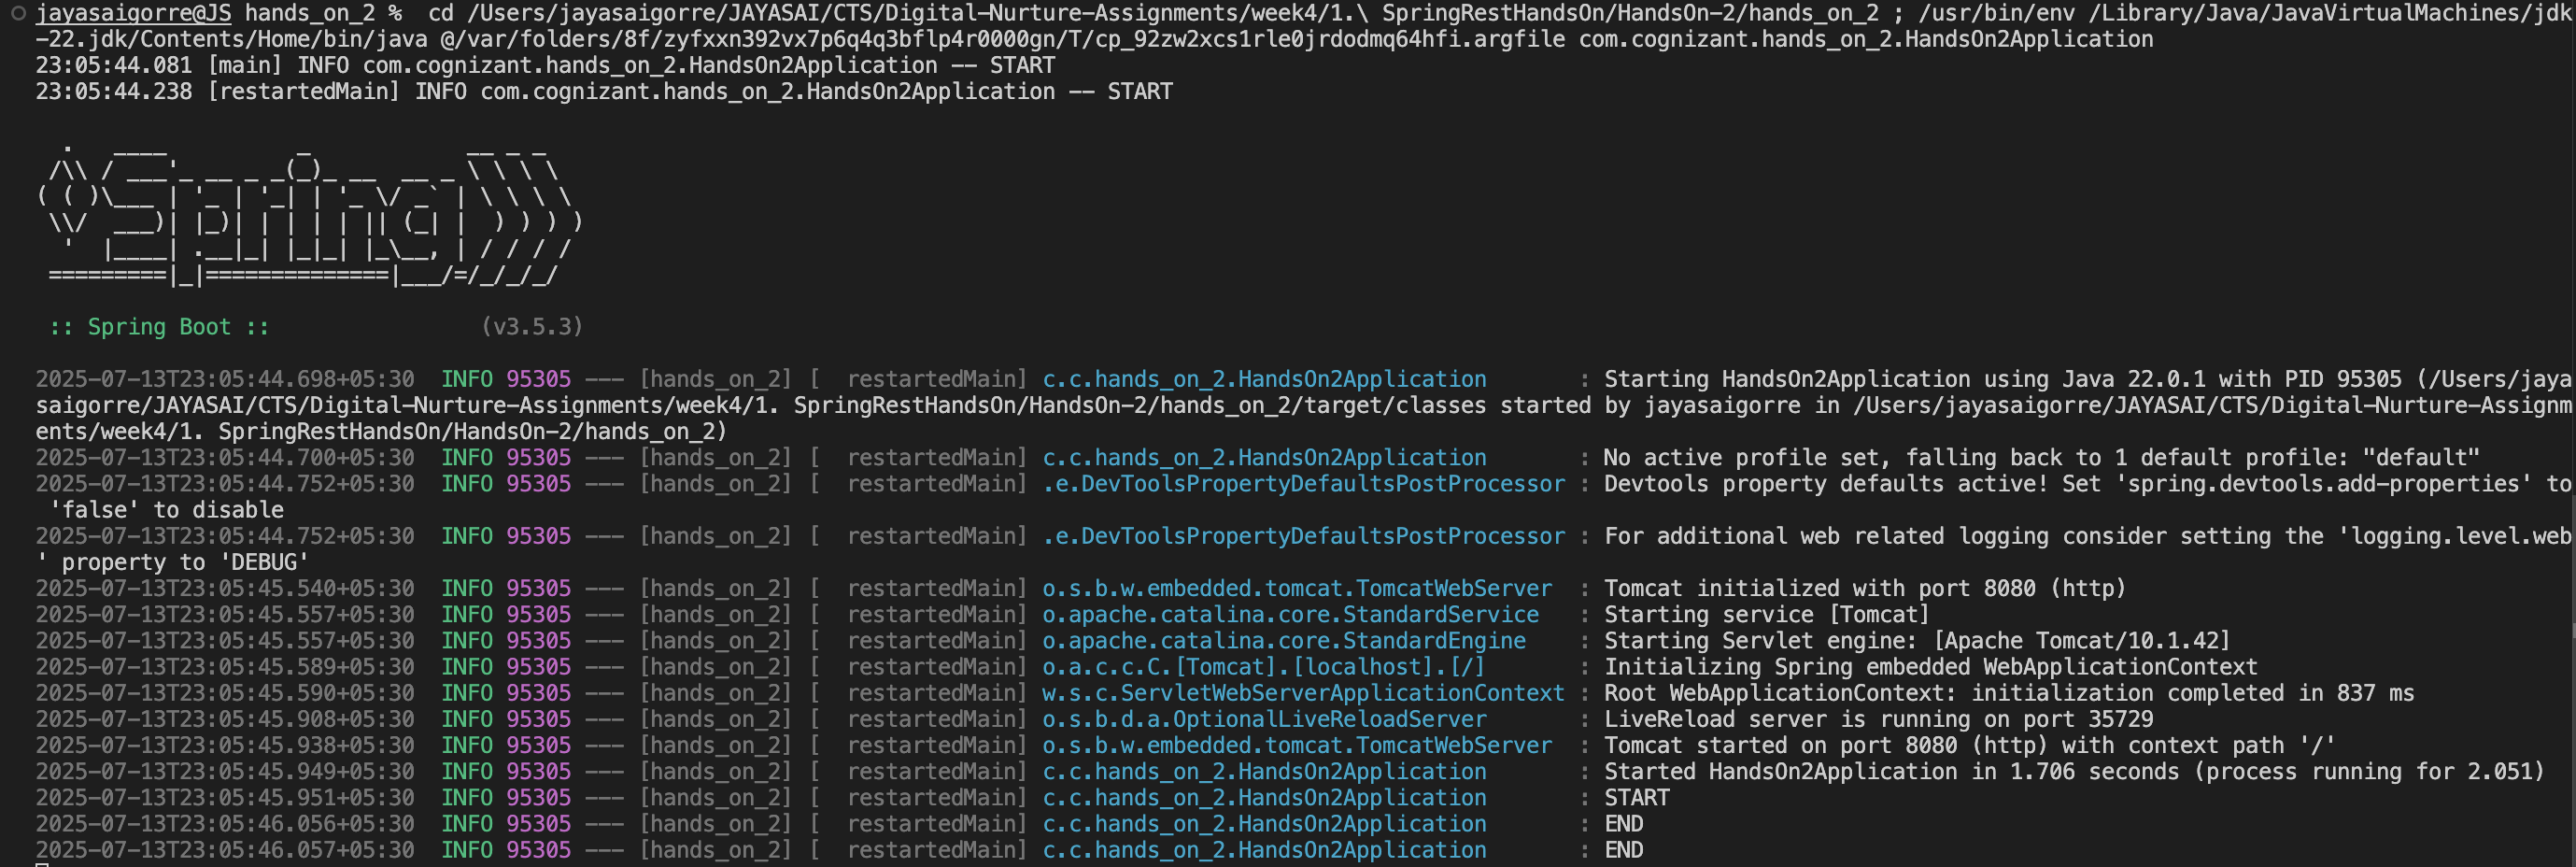 jayasaigorre@JS hands_on_2 %  cd /Users/jayasaigorre/JAYASAI/CTS/Digital-Nurture-Assignments/week4/1.\ SpringRestHandsOn/HandsOn-2/hands_on_2 ; /usr/bin/env /Library/Java/JavaVirtualMachines/jdk
-22.jdk/Contents/Home/bin/java @/var/folders/8f/zyfxxn392vx7p6q4q3bflp4r0000gn/T/cp_92zw2xcs1rle0jrdodmq64hfi.argfile com.cognizant.hands_on_2.HandsOn2Application
23:05:44.081 [main] INFO com.cognizant.hands_on_2.HandsOn2Application -- START
23:05:44.238 [restartedMain] INFO com.cognizant.hands_on_2.HandsOn2Application -- START

  .   ____          _            __ _ _
 /\\ / ___'_ __ _ _(_)_ __  __ _ \ \ \ \
( ( )\___ | '_ | '_| | '_ \/ _` | \ \ \ \
 \\/  ___)| |_)| | | | | || (_| |  ) ) ) )
  '  |____| .__|_| |_|_| |_\__, | / / / /
 =========|_|==============|___/=/_/_/_/

 :: Spring Boot ::                (v3.5.3)

2025-07-13T23:05:44.698+05:30  INFO 95305 --- [hands_on_2] [  restartedMain] c.c.hands_on_2.HandsOn2Application       : Starting HandsOn2Application using Java 22.0.1 with PID 95305 (/Users/jaya
saigorre/JAYASAI/CTS/Digital-Nurture-Assignments/week4/1. SpringRestHandsOn/HandsOn-2/hands_on_2/target/classes started by jayasaigorre in /Users/jayasaigorre/JAYASAI/CTS/Digital-Nurture-Assignm
ents/week4/1. SpringRestHandsOn/HandsOn-2/hands_on_2)
2025-07-13T23:05:44.700+05:30  INFO 95305 --- [hands_on_2] [  restartedMain] c.c.hands_on_2.HandsOn2Application       : No active profile set, falling back to 1 default profile: "default"
2025-07-13T23:05:44.752+05:30  INFO 95305 --- [hands_on_2] [  restartedMain] .e.DevToolsPropertyDefaultsPostProcessor : Devtools property defaults active! Set 'spring.devtools.add-properties' to
 'false' to disable
2025-07-13T23:05:44.752+05:30  INFO 95305 --- [hands_on_2] [  restartedMain] .e.DevToolsPropertyDefaultsPostProcessor : For additional web related logging consider setting the 'logging.level.web
' property to 'DEBUG'
2025-07-13T23:05:45.540+05:30  INFO 95305 --- [hands_on_2] [  restartedMain] o.s.b.w.embedded.tomcat.TomcatWebServer  : Tomcat initialized with port 8080 (http)
2025-07-13T23:05:45.557+05:30  INFO 95305 --- [hands_on_2] [  restartedMain] o.apache.catalina.core.StandardService   : Starting service [Tomcat]
2025-07-13T23:05:45.557+05:30  INFO 95305 --- [hands_on_2] [  restartedMain] o.apache.catalina.core.StandardEngine    : Starting Servlet engine: [Apache Tomcat/10.1.42]
2025-07-13T23:05:45.589+05:30  INFO 95305 --- [hands_on_2] [  restartedMain] o.a.c.c.C.[Tomcat].[localhost].[/]       : Initializing Spring embedded WebApplicationContext
2025-07-13T23:05:45.590+05:30  INFO 95305 --- [hands_on_2] [  restartedMain] w.s.c.ServletWebServerApplicationContext : Root WebApplicationContext: initialization completed in 837 ms
2025-07-13T23:05:45.908+05:30  INFO 95305 --- [hands_on_2] [  restartedMain] o.s.b.d.a.OptionalLiveReloadServer       : LiveReload server is running on port 35729
2025-07-13T23:05:45.938+05:30  INFO 95305 --- [hands_on_2] [  restartedMain] o.s.b.w.embedded.tomcat.TomcatWebServer  : Tomcat started on port 8080 (http) with context path '/'
2025-07-13T23:05:45.949+05:30  INFO 95305 --- [hands_on_2] [  restartedMain] c.c.hands_on_2.HandsOn2Application       : Started HandsOn2Application in 1.706 seconds (process running for 2.051)
2025-07-13T23:05:45.951+05:30  INFO 95305 --- [hands_on_2] [  restartedMain] c.c.hands_on_2.HandsOn2Application       : START
2025-07-13T23:05:46.056+05:30  INFO 95305 --- [hands_on_2] [  restartedMain] c.c.hands_on_2.HandsOn2Application       : END
2025-07-13T23:05:46.057+05:30  INFO 95305 --- [hands_on_2] [  restartedMain] c.c.hands_on_2.HandsOn2Application       : END